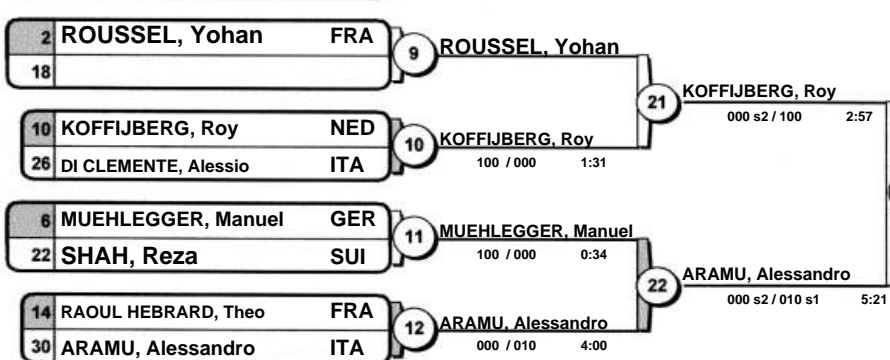 2 ROUSSEL, Yohan FRA
18
9
ROUSSEL, Yohan
10 KOFFIJBERG, Roy NED
26 DI CLEMENTE, Alessio ITA
10
KOFFIJBERG, Roy
100 / 000 1:31
21
KOFFIJBERG, Roy
000 s2 / 100 2:57
6 MUEHLEGGER, Manuel GER
22 SHAH, Reza SUI
11
MUEHLEGGER, Manuel
100 / 000 0:34
14 RAOUL HEBRARD, Theo FRA
30 ARAMU, Alessandro ITA
12
ARAMU, Alessandro
000 / 010 4:00
22
ARAMU, Alessandro
000 s2 / 010 s1 5:21